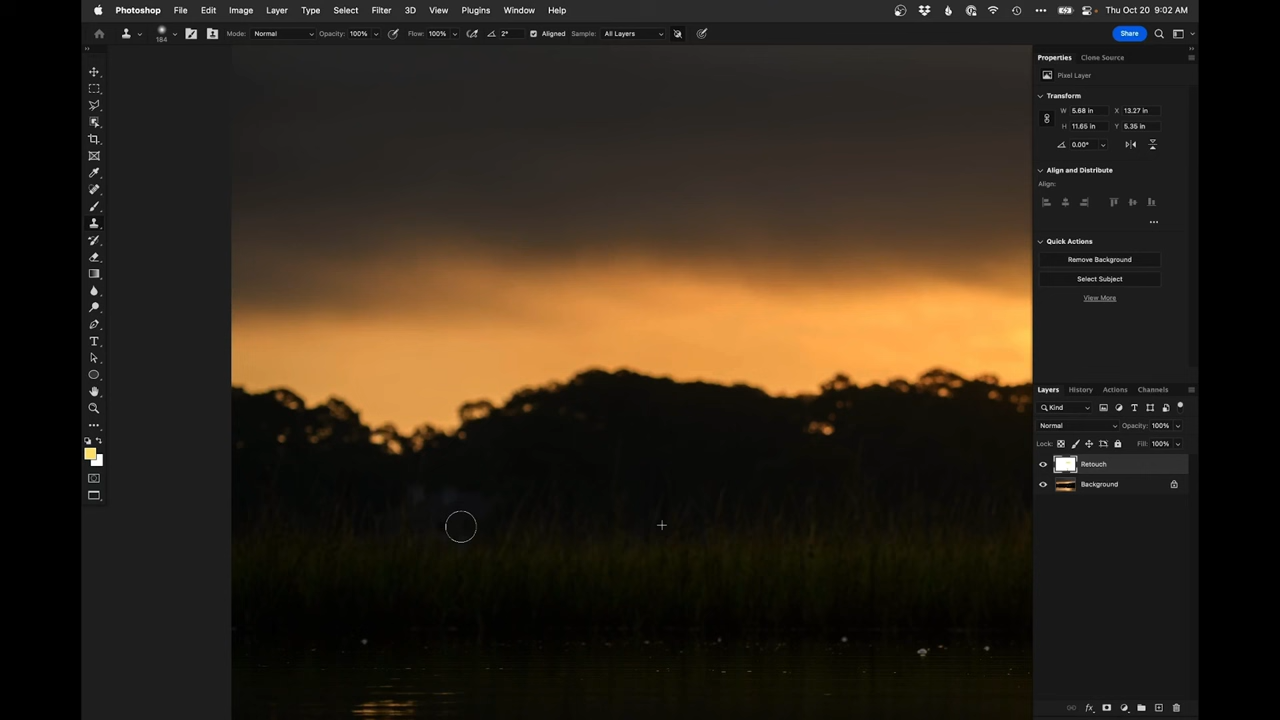 Photoshop File Edit Image Layer Type Select Filter 3D View Plugins Window Help Thu Oct 20 9:02 AM
184 Mode: Normal Opacity: 100% Flow: 100% 2° Aligned Sample: All Layers Share
Properties Clone Source
Pixel Layer
Transform
W 5.68 in X 13.27 in
H 11.65 in Y 5.35 in
0.00°
Align and Distribute
Align:
Quick Actions
Remove Background
Select Subject
View More
Layers History Actions Channels
Kind
Normal Opacity: 100%
Lock: Fill: 100%
Retouch
Background
fx